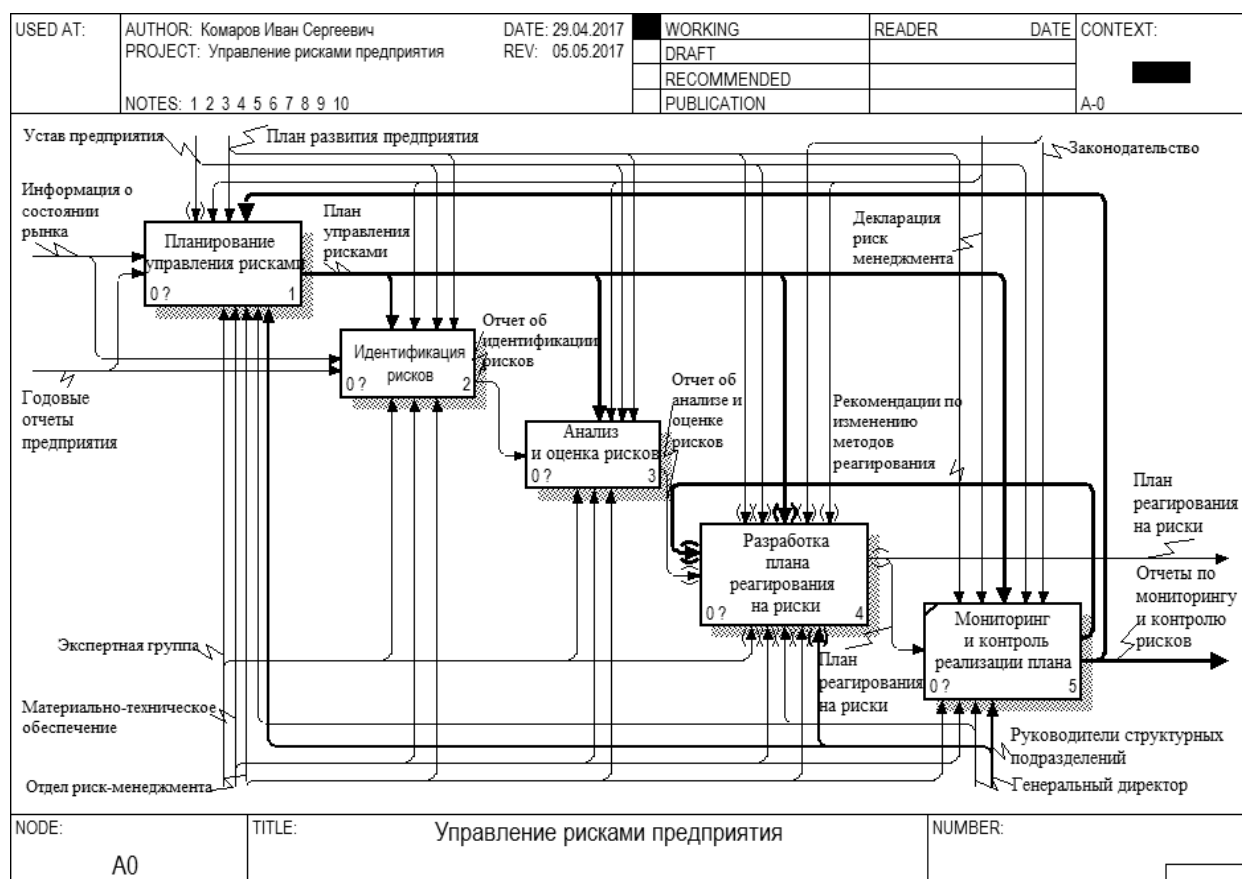 USED AT:
AUTHOR: Комаров Иван Сергеевич
DATE: 29.04.2017
PROJECT: Управление рисками предприятия
REV: 05.05.2017
NOTES: 1 2 3 4 5 6 7 8 9 10
WORKING
DRAFT
RECOMMENDED
PUBLICATION
READER
DATE
CONTEXT:
A-0
Устав предприятия
План развития предприятия
Законодательство
Информация о
состоянии
рынка
Планирование
управления рисками
0 ?
1
План
управления
рисками
Декларация
риск
менеджмента
Годовые
отчеты
предприятия
Идентификация
рисков
0 ?
2
Отчет об
идентификации
рисков
Анализ
и оценка рисков
0 ?
3
Отчет об
анализе и
оценке
рисков
Рекомендации по
изменению
методов
реагирования
Разработка
плана
реагирования
на риски
0 ?
4
План
реагирования
на риски
Отчеты по
мониторингу
и контролю
рисков
Мониторинг
и контроль
реализации плана
0 ?
5
План
реагирования
на риски
Экспертная группа
Материально-техническое
обеспечение
Отдел риск-менеджмента
Руководители структурных
подразделений
Генеральный директор
NODE:
A0
TITLE:
Управление рисками предприятия
NUMBER: